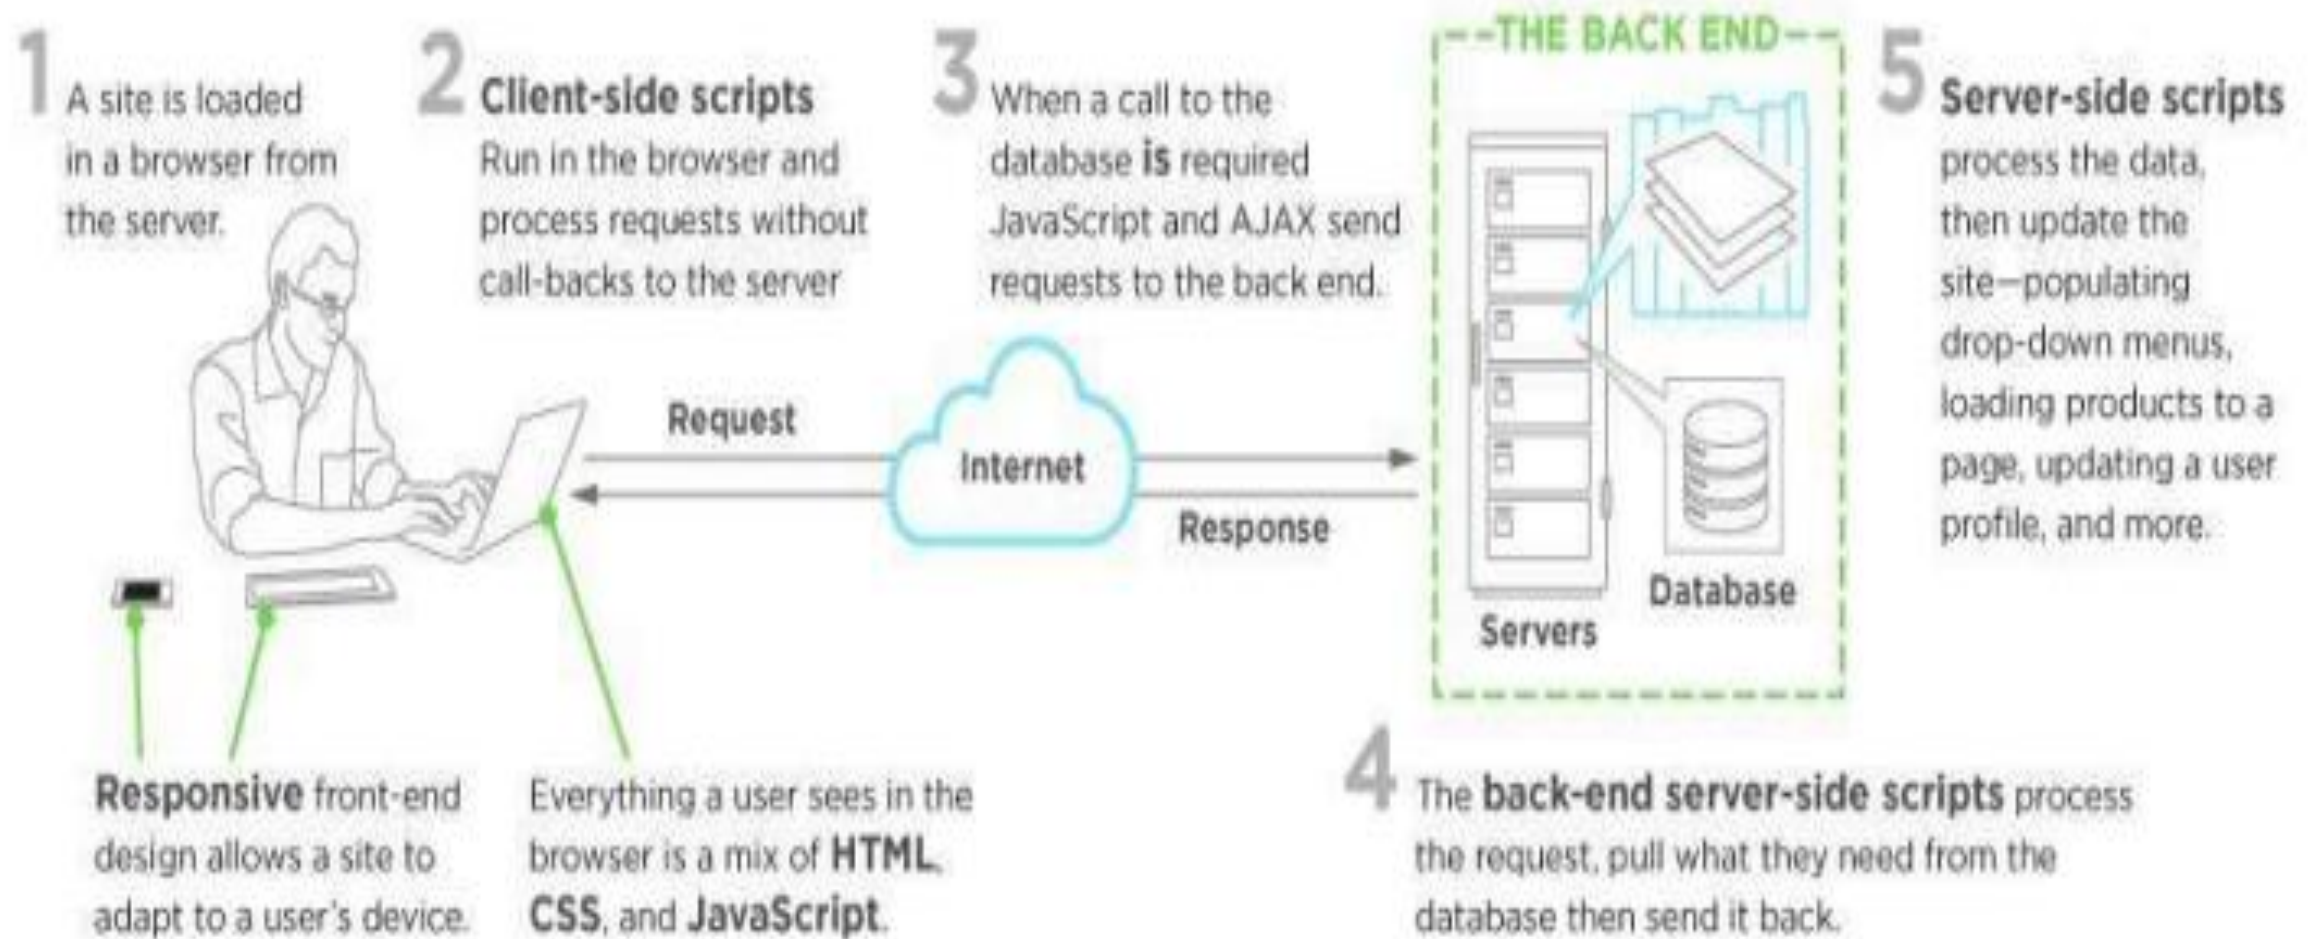 1
A site is loaded
in a browser from
the server.
2
Client-side scripts
Run in the browser and
process requests without
call-backs to the server
3
When a call to the
database is required
JavaScript and AJAX send
requests to the back end.
THE BACK END
Servers
Database
5
Server-side scripts
process the data,
then update the
site—populating
drop-down menus,
loading products to a
page, updating a user
profile, and more.
Request
Internet
Response
Responsive front-end
design allows a site to
adapt to a user's device.
Everything a user sees in the
browser is a mix of HTML,
CSS, and JavaScript.
4
The back-end server-side scripts process
the request, pull what they need from the
database then send it back.